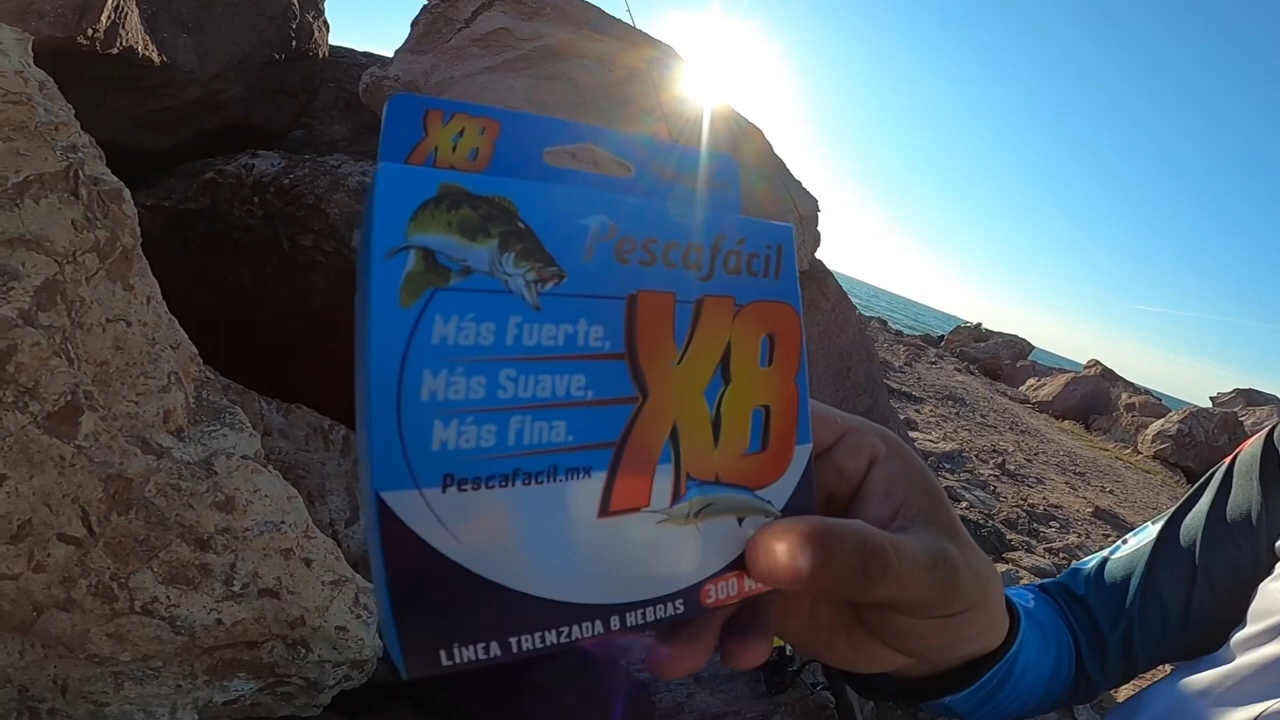 X8
Pescafácil
Más Fuerte,
Más Suave,
Más fina.
X8
Pescafacil.mx
300 M
LÍNEA TRENZADA 8 HEBRAS